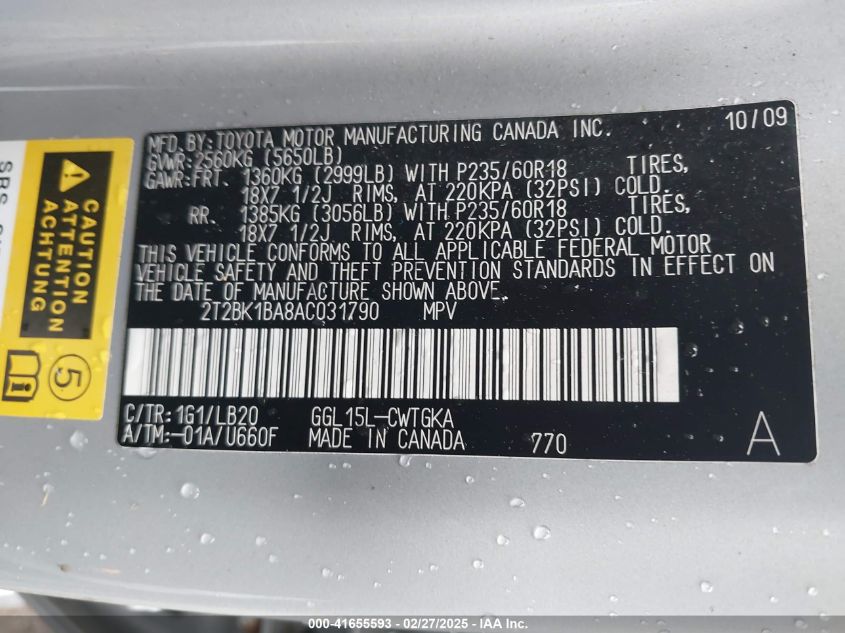 MFD. BY: TOYOTA MOTOR MANUFACTURING CANADA INC. 10/09
GVWR: 2560KG (5650LB)
GAWR: FRT. 1360KG (2999LB) WITH P235/60R18 TIRES,
18X7 1/2J RIMS, AT 220KPA (32PSI) COLD.
RR. 1385KG (3056LB) WITH P235/60R18 TIRES,
18X7 1/2J RIMS, AT 220KPA (32PSI) COLD.
THIS VEHICLE CONFORMS TO ALL APPLICABLE FEDERAL MOTOR
VEHICLE SAFETY AND THEFT PREVENTION STANDARDS IN EFFECT ON
THE DATE OF MANUFACTURE SHOWN ABOVE.
2T2BK1BA8AC031790 MPV
C/TR: 1G1/LB20 GGL15L-CWTGKA
A/TM: -01A/U660F MADE IN CANADA 770 A
CAUTION
ATTENTION
ACHTUNG
5
SRS
000-41655593 - 02/27/2025 - IAA Inc.